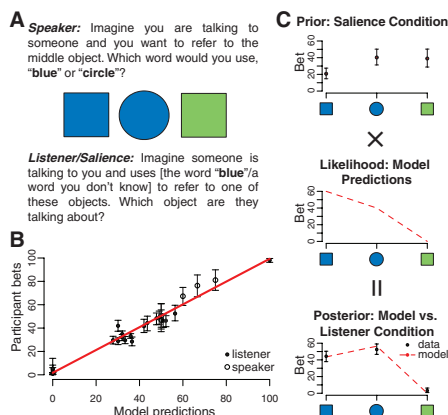 A
Speaker: Imagine you are talking to
someone and you want to refer to the
middle object. Which word would you use,
"blue" or "circle"?
Listener/Salience: Imagine someone is
talking to you and uses [the word "blue"/a
word you don't know] to refer to one of
these objects. Which object are they
talking about?
B
Participant bets
100
80
60
40
20
0
0 20 40 60 80 100
Model predictions
listener
speaker
C
Prior: Salience Condition
Bet
60
40
20
0
×
Likelihood: Model
Predictions
Bet
60
40
20
0
=
Posterior: Model vs.
Listener Condition
Bet
60
40
20
0
data
model